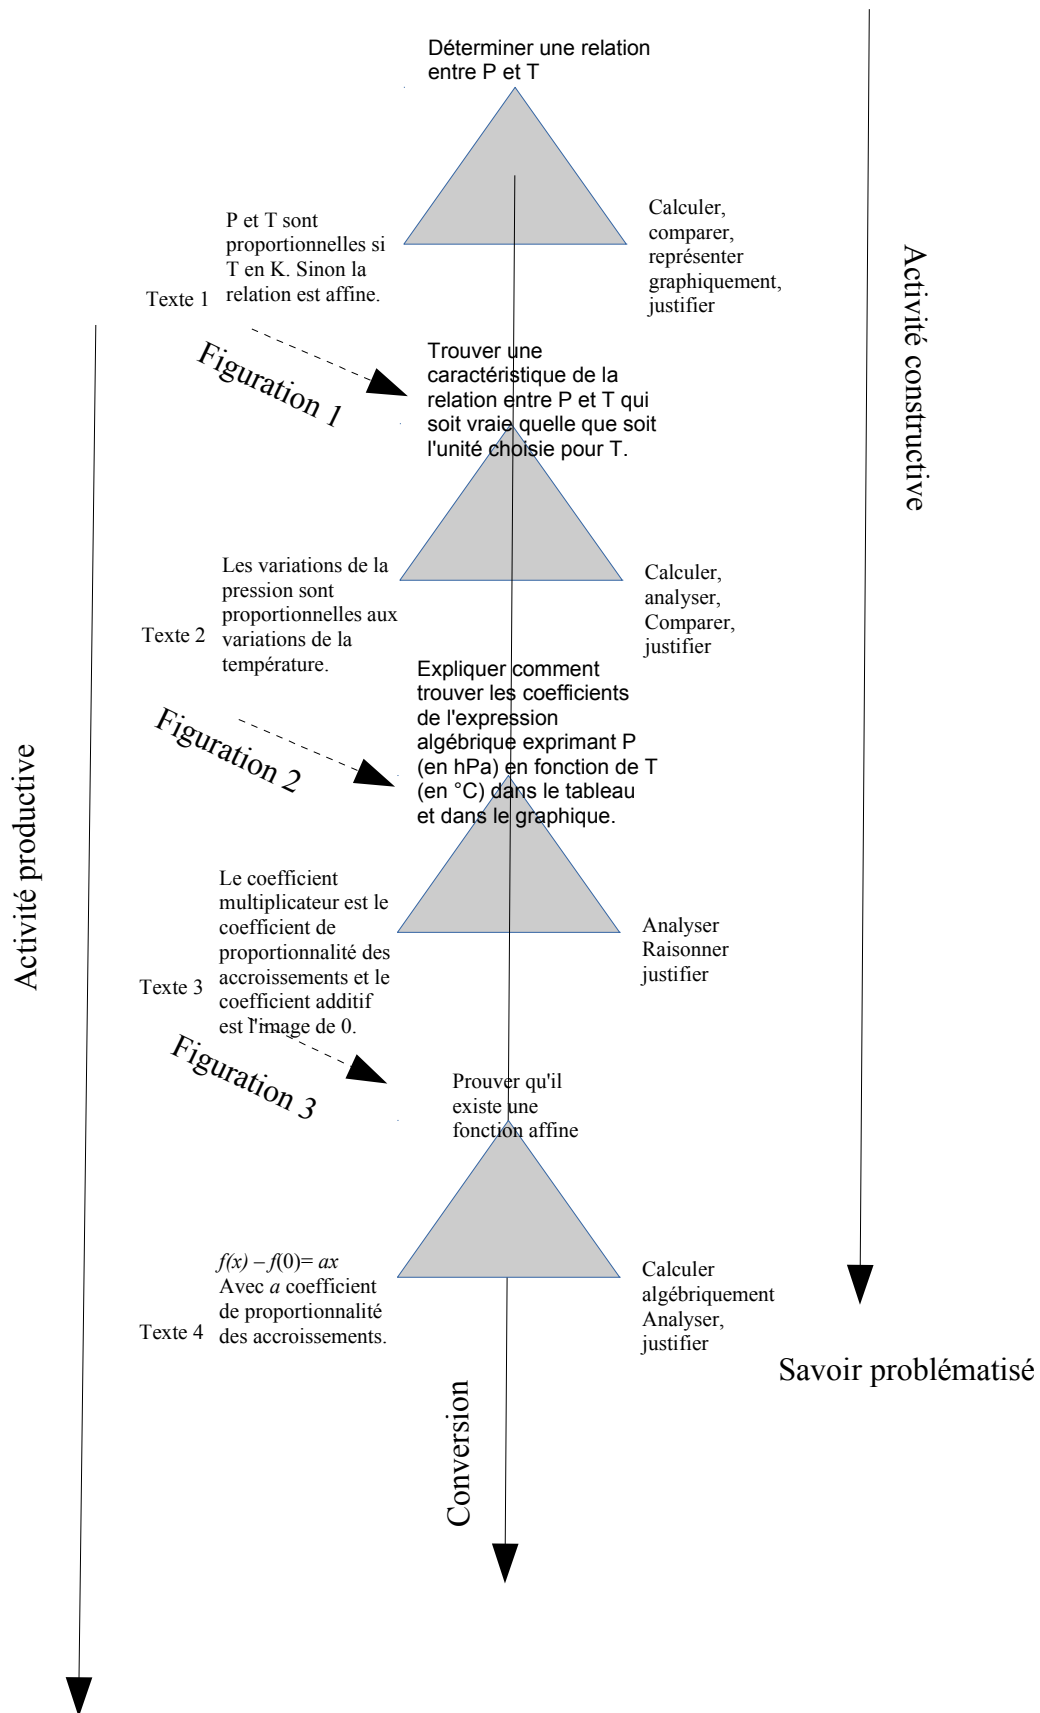 Déterminer une relation
entre P et T
P et T sont
proportionnelles si
T en K. Sinon la
relation est affine.
Texte 1
Calculer,
comparer,
représenter
graphiquement,
justifier
Activité constructive
Figuration 1
Trouver une
caractéristique de la
relation entre P et T qui
soit vraie quelle que soit
l'unité choisie pour T.
Les variations de la
pression sont
proportionnelles aux
variations de la
température.
Texte 2
Calculer,
analyser,
Comparer,
justifier
Figuration 2
Expliquer comment
trouver les coefficients
de l'expression
algébrique exprimant P
(en hPa) en fonction de T
(en °C) dans le tableau
et dans le graphique.
Activité productive
Le coefficient
multiplicateur est le
coefficient de
proportionnalité des
accroissements et le
coefficient additif
est l'image de 0.
Texte 3
Analyser
Raisonner
justifier
Figuration 3
Prouver qu'il
existe une
fonction affine
f(x) – f(0)= ax
Avec a coefficient
de proportionnalité
des accroissements.
Texte 4
Calculer
algébriquement
Analyser,
justifier
Savoir problématisé
Conversion